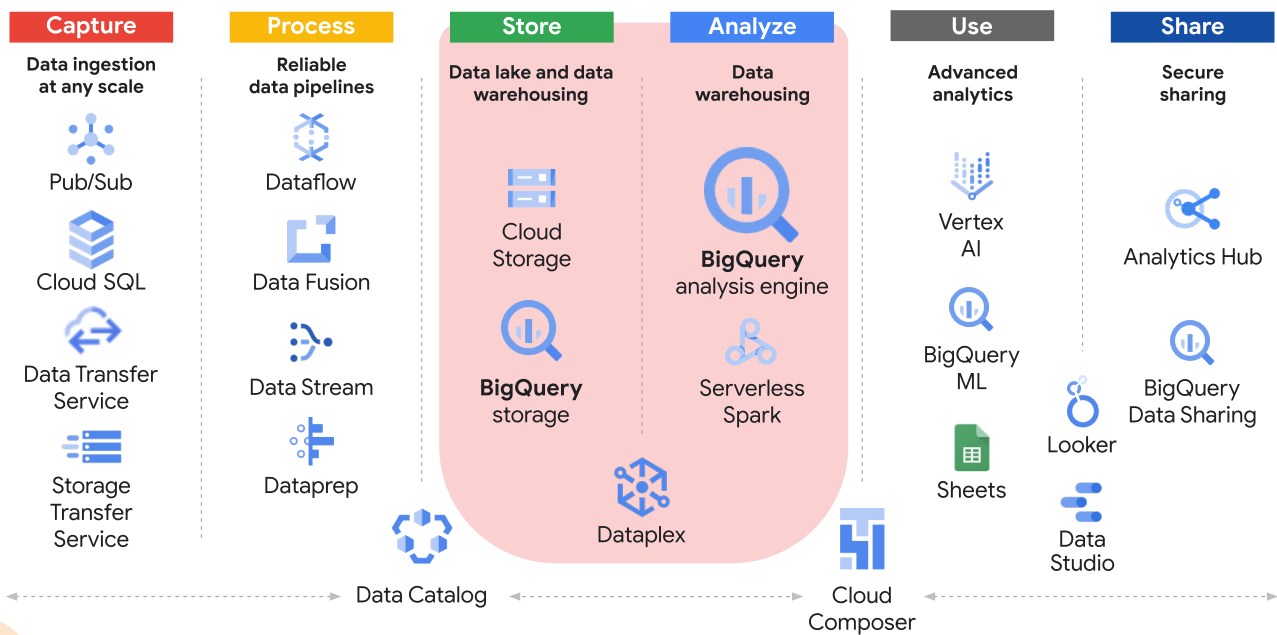 Capture
Data ingestion
at any scale
Pub/Sub
Cloud SQL
Data Transfer
Service
Storage
Transfer
Service
Process
Reliable
data pipelines
Dataflow
Data Fusion
Data Stream
Dataprep
Data Catalog
Store
Data lake and data
warehousing
Cloud
Storage
BigQuery
storage
Analyze
Data
warehousing
BigQuery
analysis engine
Serverless
Spark
Dataplex
Cloud
Composer
Use
Advanced
analytics
Vertex
AI
BigQuery
ML
Sheets
Looker
Data
Studio
Share
Secure
sharing
Analytics Hub
BigQuery
Data Sharing